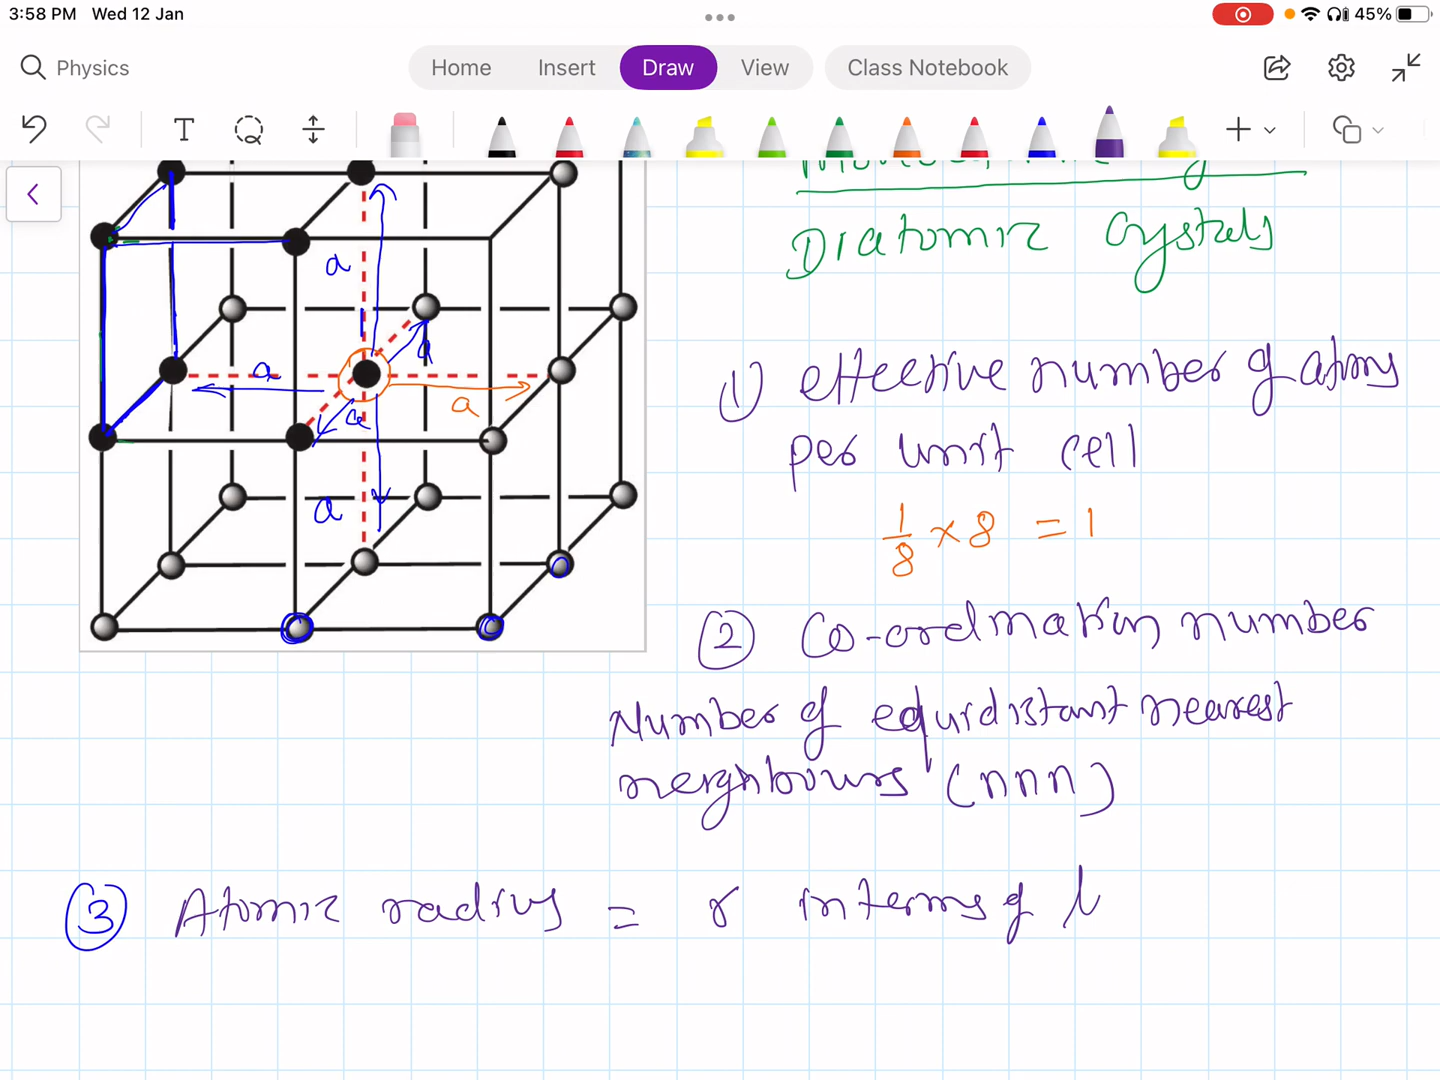 3:58 PM Wed 12 Jan
45%
Physics
Home Insert Draw View Class Notebook
T
Diatomic Crystals
a
a
a
a
a
a
1) effective number of atoms
per unit cell
1/8 × 8 = 1
2 Co-ordination number
Number of equidistant nearest
neighbours (nnn)
3 Atomic radius = r in terms of l